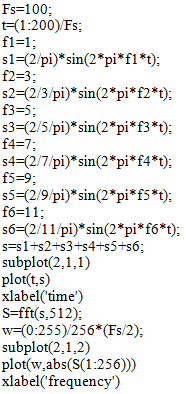 Fs=100;
t=(1:200)/Fs;
f1=1;
s1=(2/pi)*sin(2*pi*f1*t);
f2=3;
s2=(2/3/pi)*sin(2*pi*f2*t);
f3=5;
s3=(2/5/pi)*sin(2*pi*f3*t);
f4=7;
s4=(2/7/pi)*sin(2*pi*f4*t);
f5=9;
s5=(2/9/pi)*sin(2*pi*f5*t);
f6=11;
s6=(2/11/pi)*sin(2*pi*f6*t);
s=s1+s2+s3+s4+s5+s6;
subplot(2,1,1)
plot(t,s)
xlabel('time')
S=fft(s,512);
w=(0:255)/256*(Fs/2);
subplot(2,1,2)
plot(w,abs(S(1:256)))
xlabel('frequency')